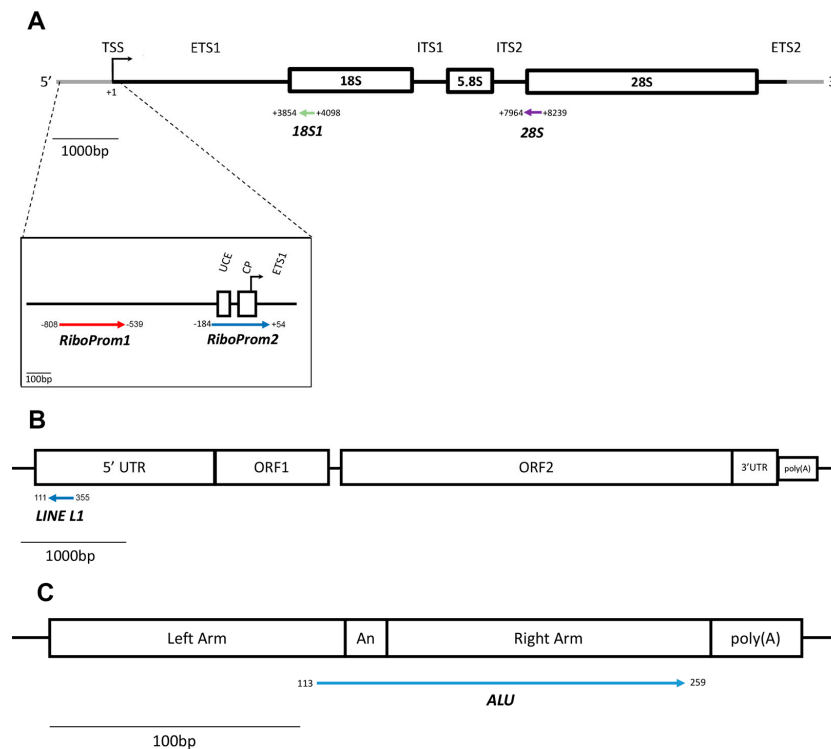 A
TSS ETS1 ITS1 ITS2 ETS2
5’ 18S 5.8S 28S 3
+1
+3854 +4098 +7964 +8239
18S1 28S
1000bp
UCE CP ETS1
-808 -539 -184 +54
RiboProm1 RiboProm2
100bp
B
5’ UTR ORF1 ORF2 3’UTR poly(A)
111 355
LINE L1
1000bp
C
Left Arm An Right Arm poly(A)
113 259
ALU
100bp